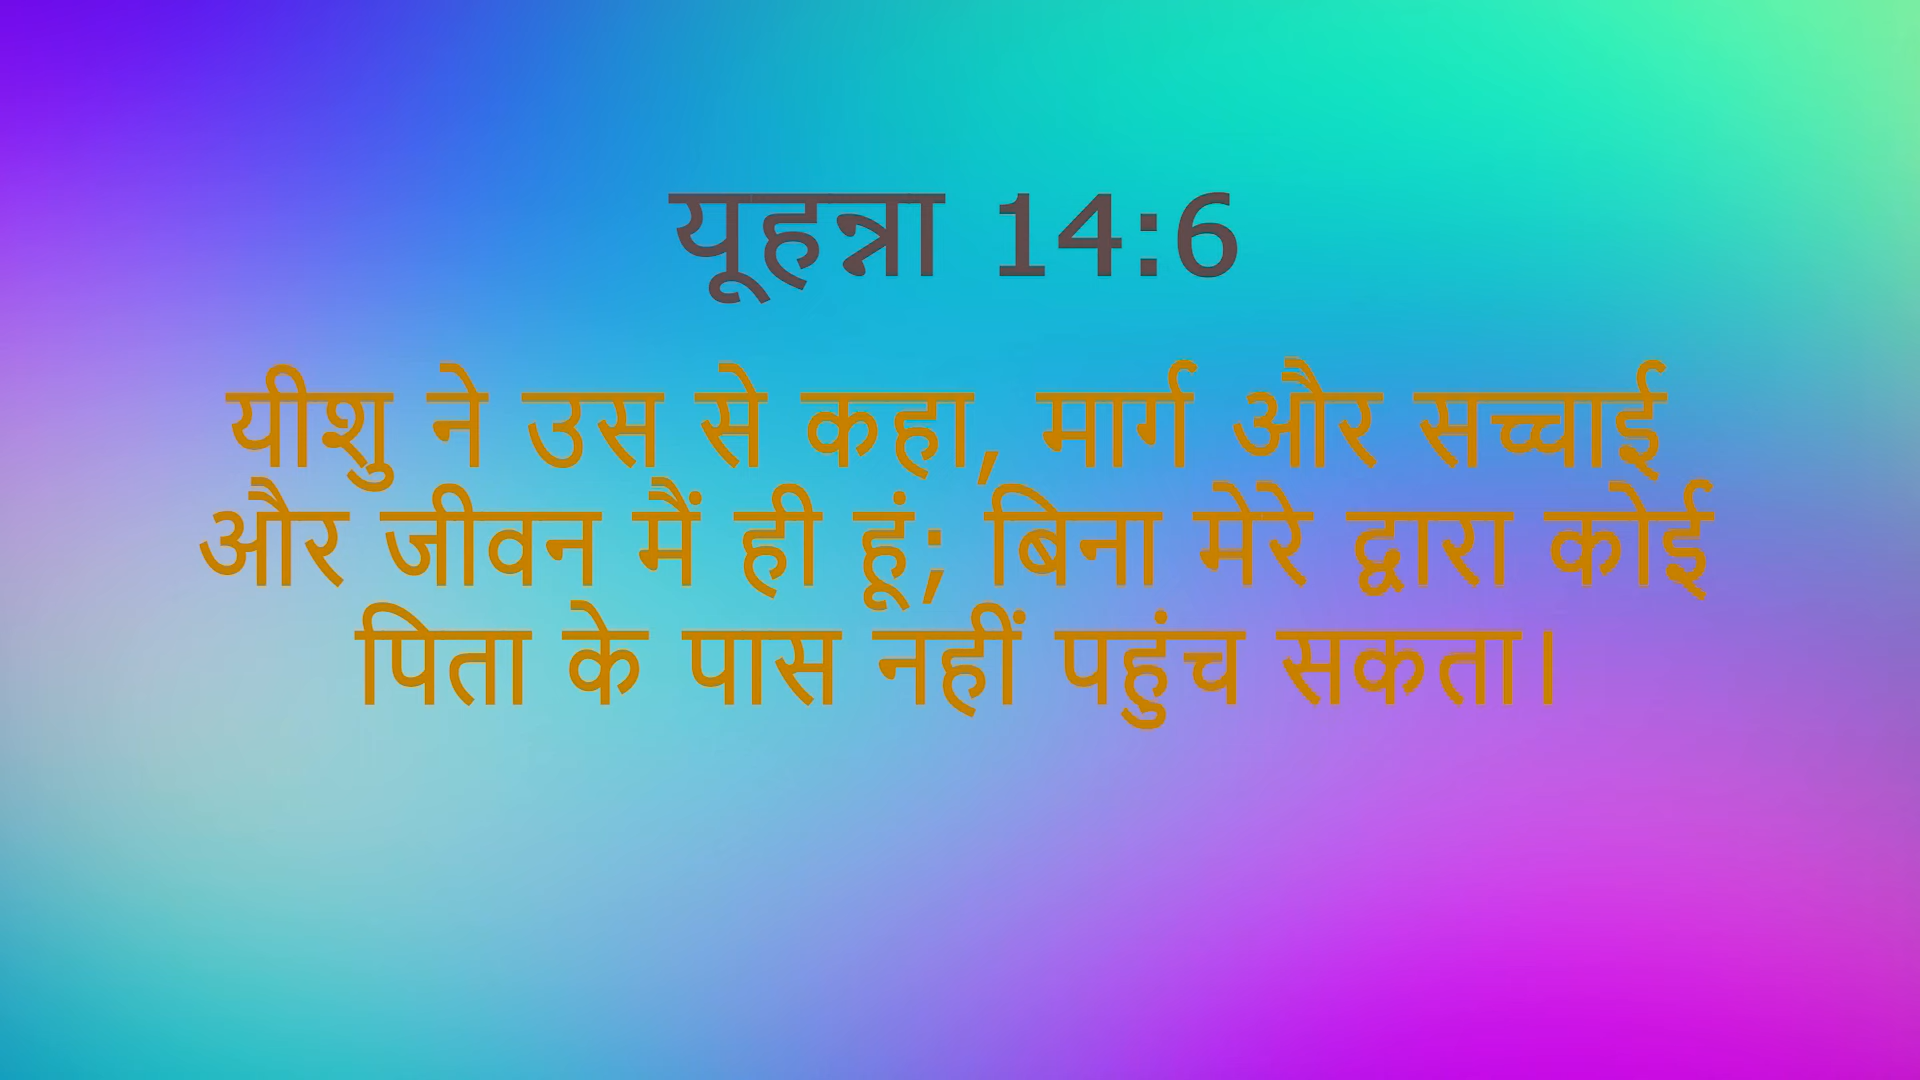 यूहन्ना 14:6
यीशु ने उस से कहा, मार्ग और सच्चाई
और जीवन मैं ही हूं; बिना मेरे द्वारा कोई
पिता के पास नहीं पहुंच सकता।